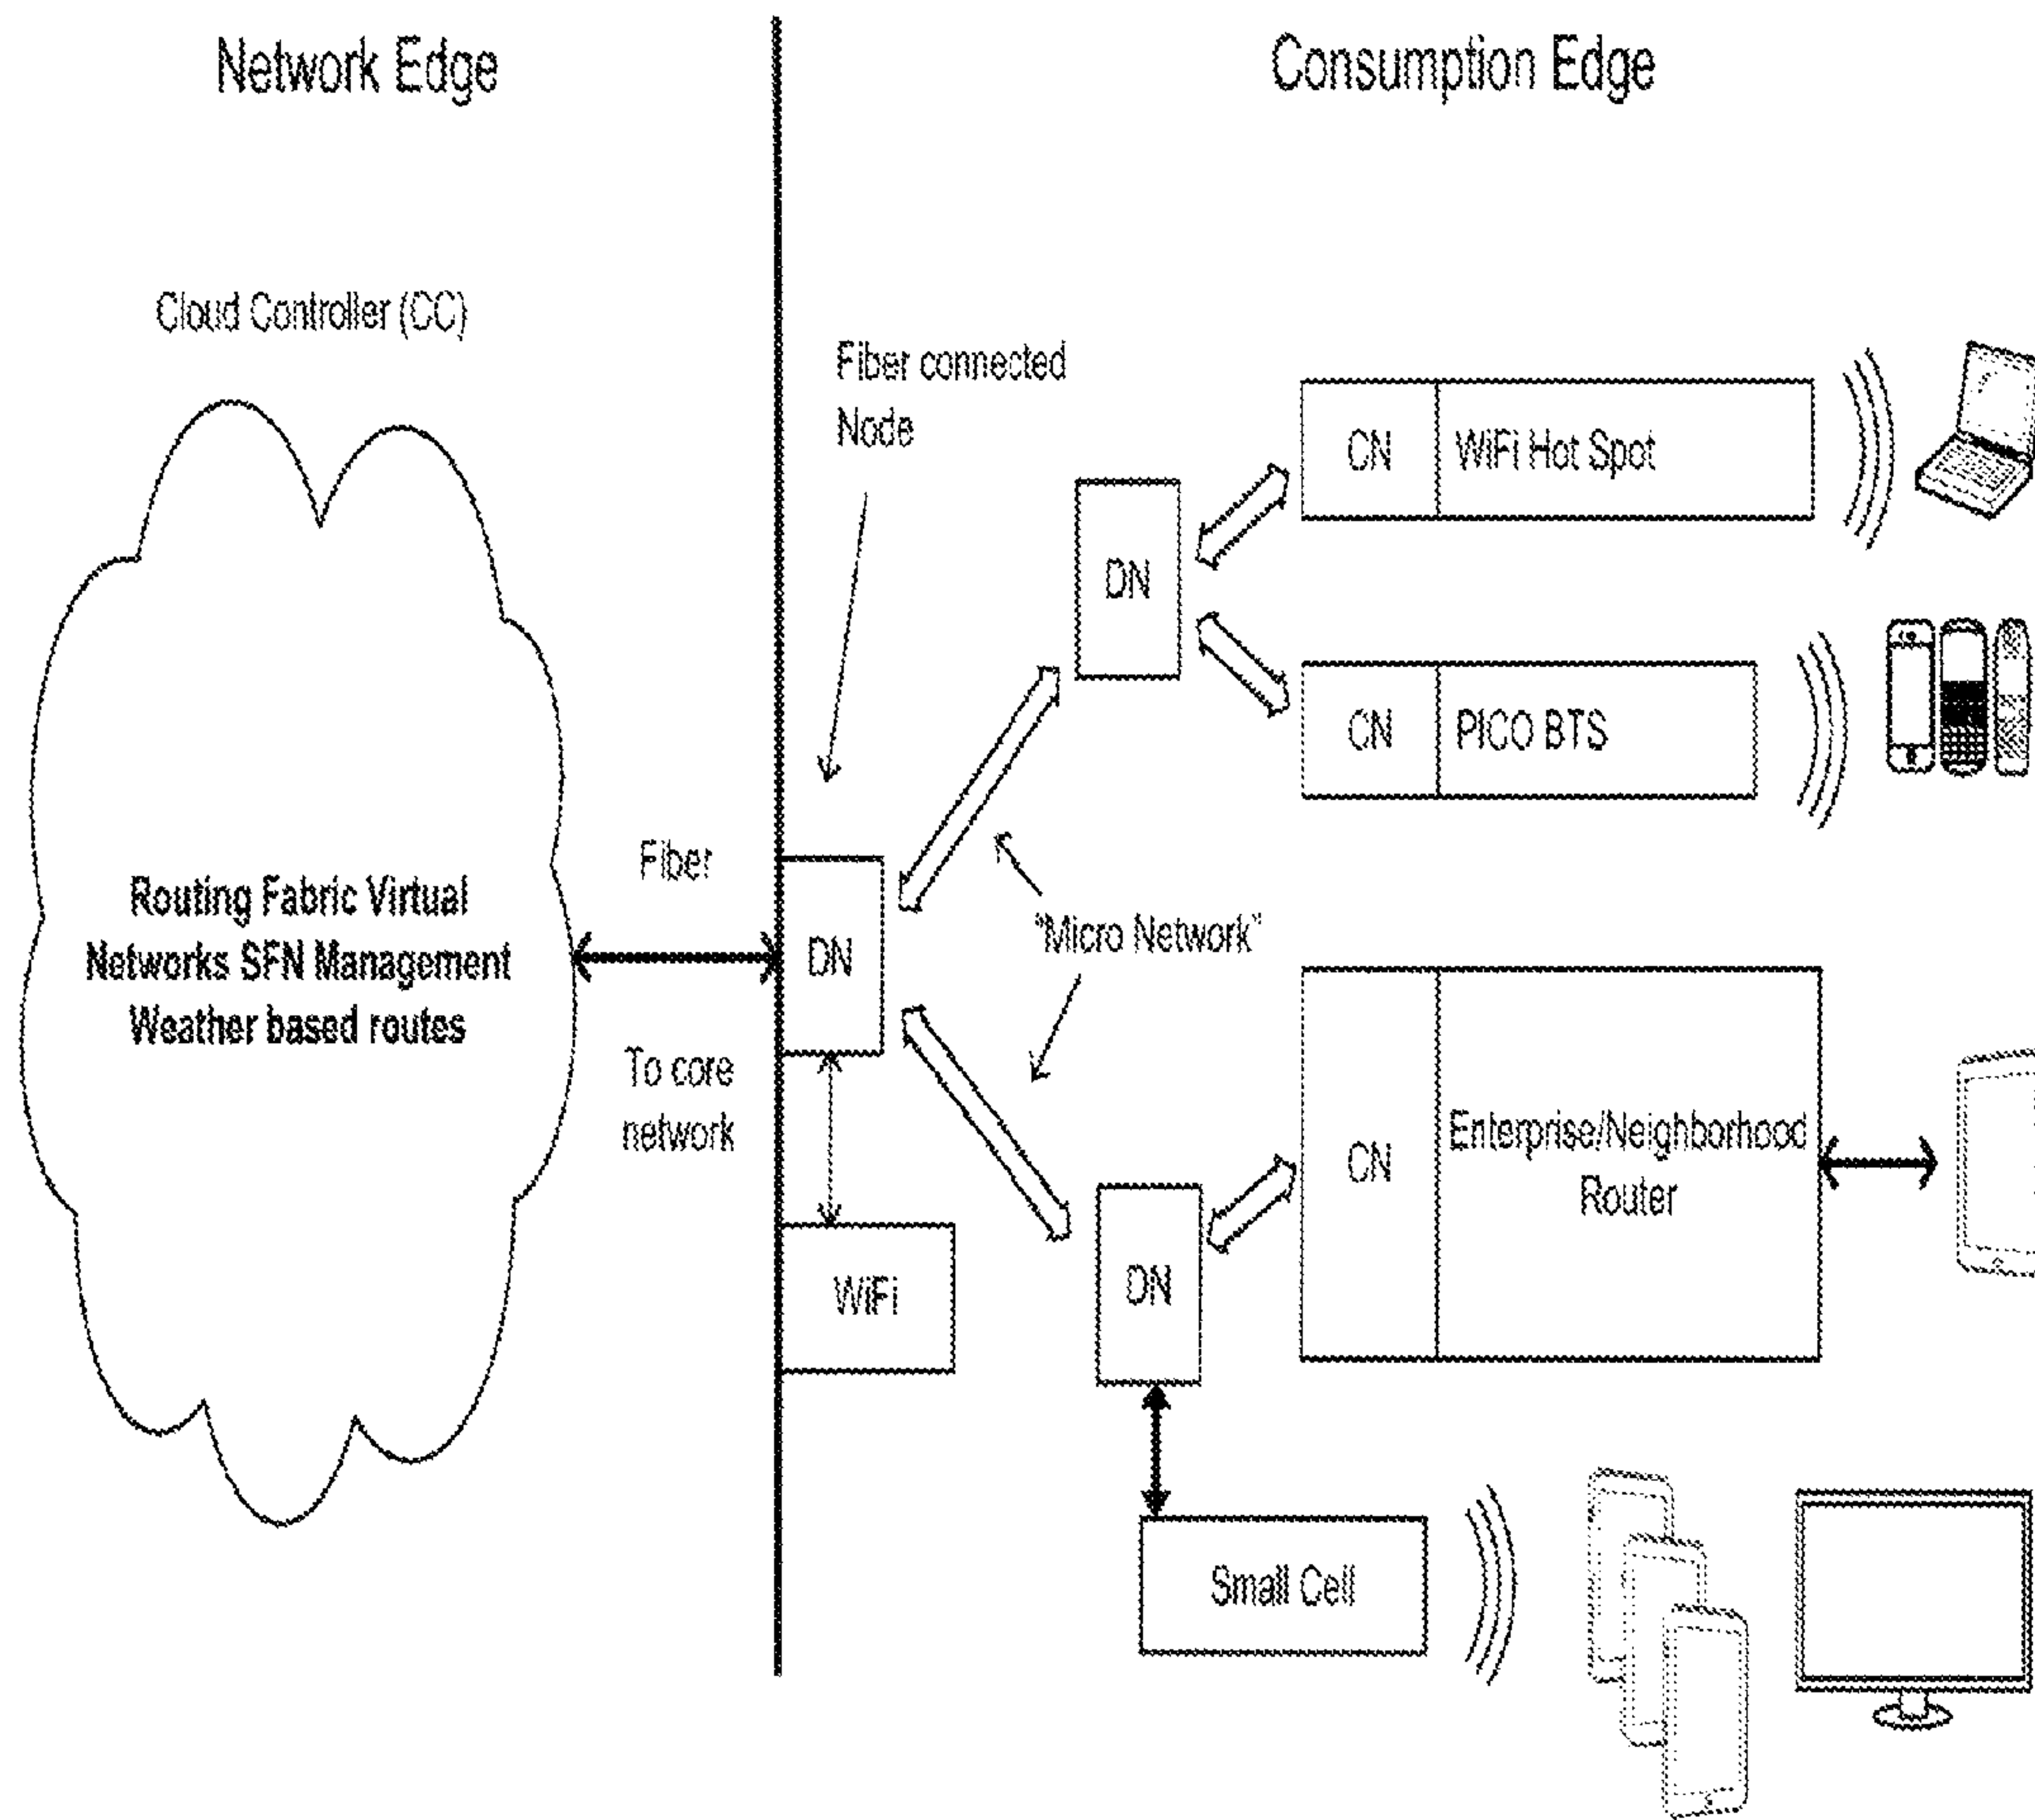 Network Edge
Consumption Edge
Cloud Controller (CC)
Fiber connected
Node
CN
WiFi Hot Spot
DN
CN
PICO BTS
Fiber
Routing Fabric Virtual
Networks SFN Management
Weather based routes
DN
"Micro Network"
To core
network
CN
Enterprise/Neighborhood
Router
WiFi
DN
Small Cell